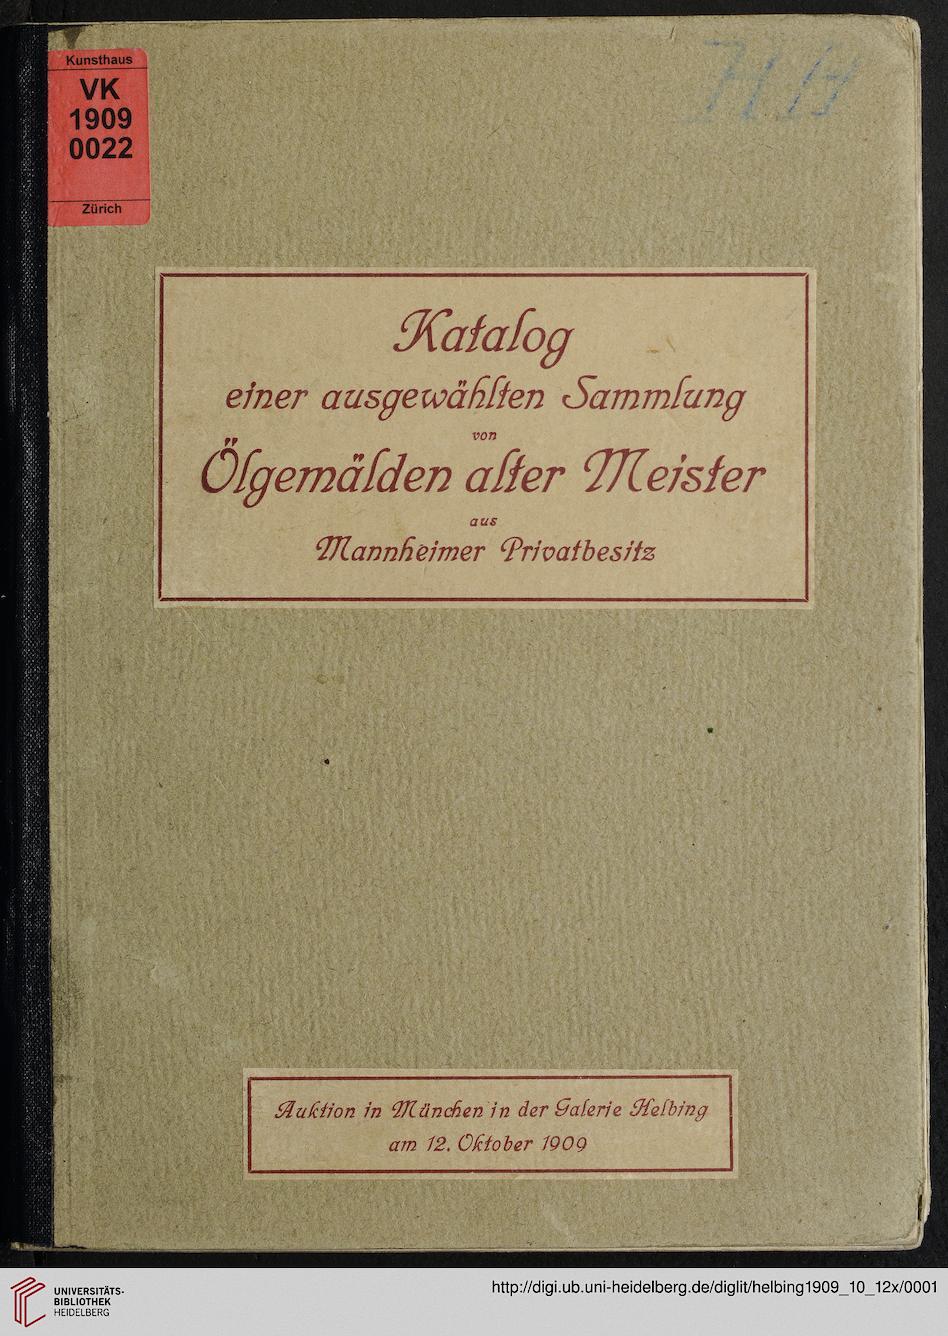 Kunsthaus
VK
1909
0022
Zürich
Katalog
einer ausgewählten Sammlung
von
Ölgemälden alter Meister
aus
Mannheimer Privatbesitz
Auktion in München in der Galerie Helbing
am 12. Oktober 1909
UNIVERSITÄTS-
BIBLIOTHEK
HEIDELBERG
http://digi.ub.uni-heidelberg.de/diglit/helbing1909_10_12x/0001